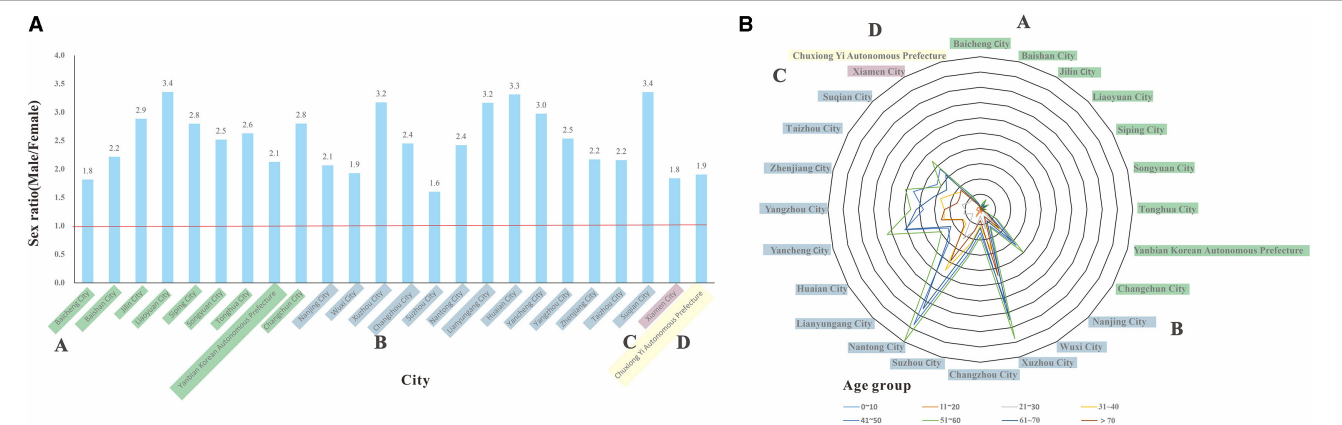 A
Sex ratio(Male/Female)
4.0
3.5
3.0
2.5
2.0
1.5
1.0
0.5
0.0
1.8
2.2
2.9
3.4
2.8
2.5
2.6
2.1
2.8
2.1
1.9
3.2
2.4
1.6
2.4
3.2
3.3
3.0
2.5
2.2
2.2
3.4
1.8
1.9
Baicheng City
Baishan City
Jilin City
Liaoyuan City
Siping City
Songyuan City
Tonghua City
Yanbian Korean Autonomous Prefecture
Changchun City
Nanjing City
Wuxi City
Xuzhou City
Changzhou City
Suzhou City
Nantong City
Lianyungang City
Huaian City
Yancheng City
Yangzhou City
Zhenjiang City
Taizhou City
Suqian City
Xiamen City
Chuxiong Yi Autonomous Prefecture
A
B
C
D
City
B
A
D
C
B
Baicheng City
Baishan City
Jilin City
Liaoyuan City
Siping City
Songyuan City
Tonghua City
Yanbian Korean Autonomous Prefecture
Changchun City
Nanjing City
Wuxi City
Xuzhou City
Changzhou City
Suzhou City
Nantong City
Lianyungang City
Huaian City
Yancheng City
Yangzhou City
Zhenjiang City
Taizhou City
Suqian City
Xiamen City
Chuxiong Yi Autonomous Prefecture
Age group
0~10 11~20 21~30 31~40
41~50 51~60 61~70 >70